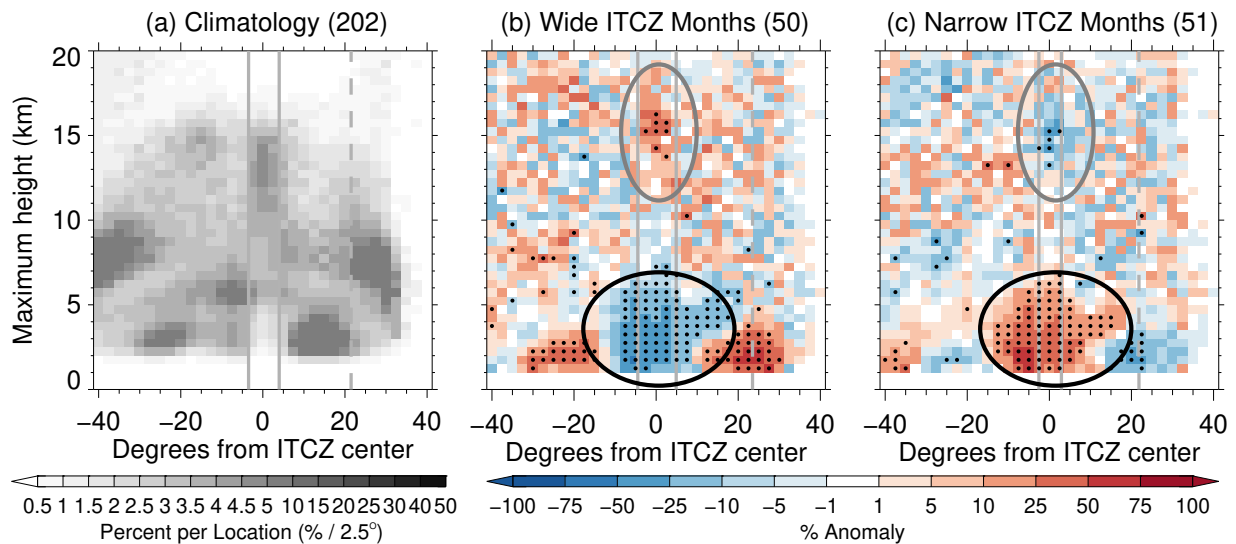 (a) Climatology (202)
(b) Wide ITCZ Months (50)
(c) Narrow ITCZ Months (51)
Maximum height (km)
20
15
10
5
0
−40 −20 0 20 40
−40 −20 0 20 40
−40 −20 0 20 40
Degrees from ITCZ center
Degrees from ITCZ center
Degrees from ITCZ center
0.5 1 1.5 2 2.5 3 3.5 4 4.5 5 10 15 20 25 30 40 50
Percent per Location (% / 2.5°)
−100 −75 −50 −25 −10 −5 −1 1 5 10 25 50 75 100
% Anomaly